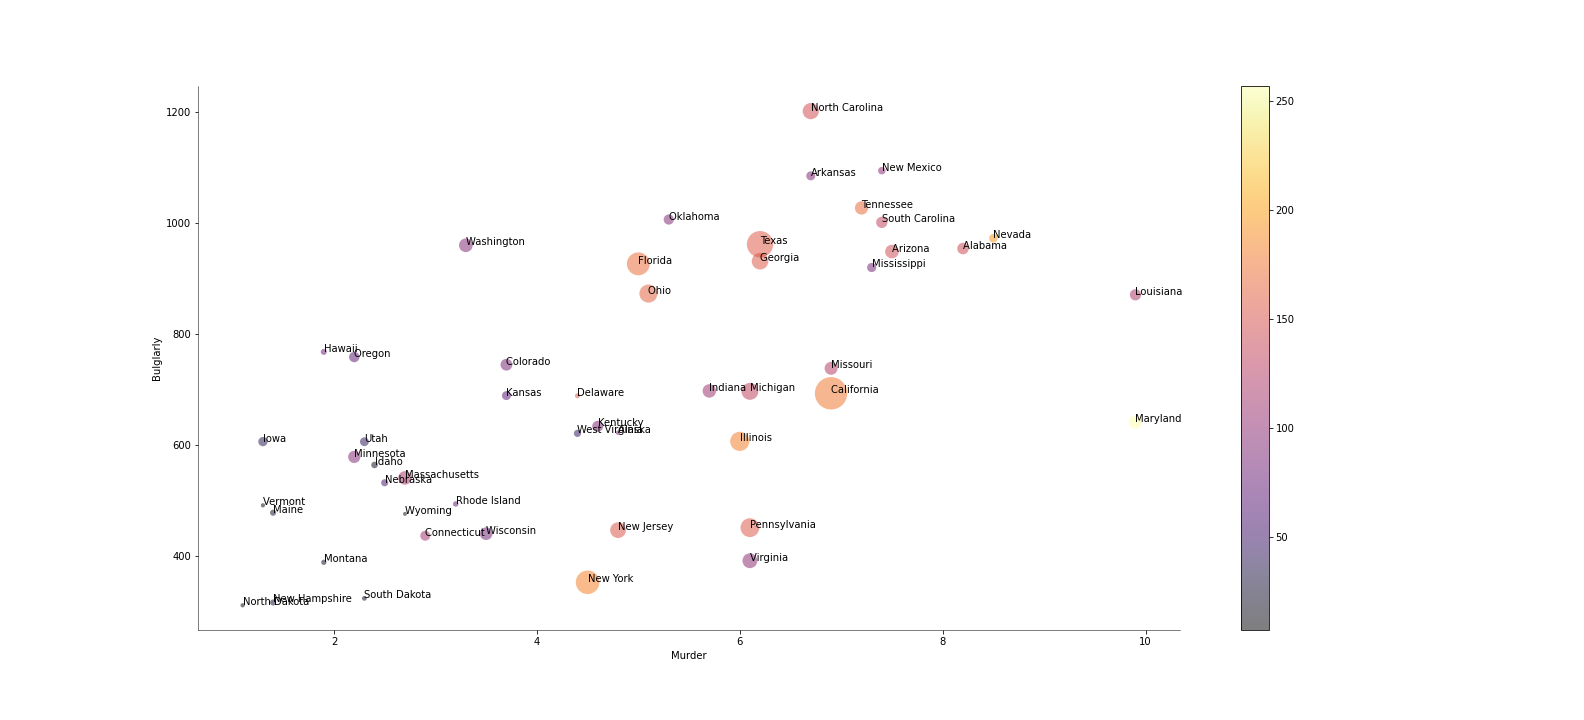 1200
1000
800
600
400
Bulglarly
North Carolina
Arkansas
New Mexico
Tennessee
Oklahoma
South Carolina
Nevada
Washington
Texas
Alabama
Arizona
Georgia
Florida
Mississippi
Ohio
Louisiana
Hawaii
Oregon
Colorado
Missouri
Indiana
Michigan
California
Kansas
Delaware
Maryland
Kentucky
West Virginia
Alaska
Iowa
Utah
Illinois
Minnesota
Idaho
Massachusetts
Nebraska
Vermont
Maine
Rhode Island
Wyoming
Connecticut
Wisconsin
New Jersey
Pennsylvania
Montana
Virginia
New York
South Dakota
New Hampshire
North Dakota
2
4
6
8
10
Murder
250
200
150
100
50